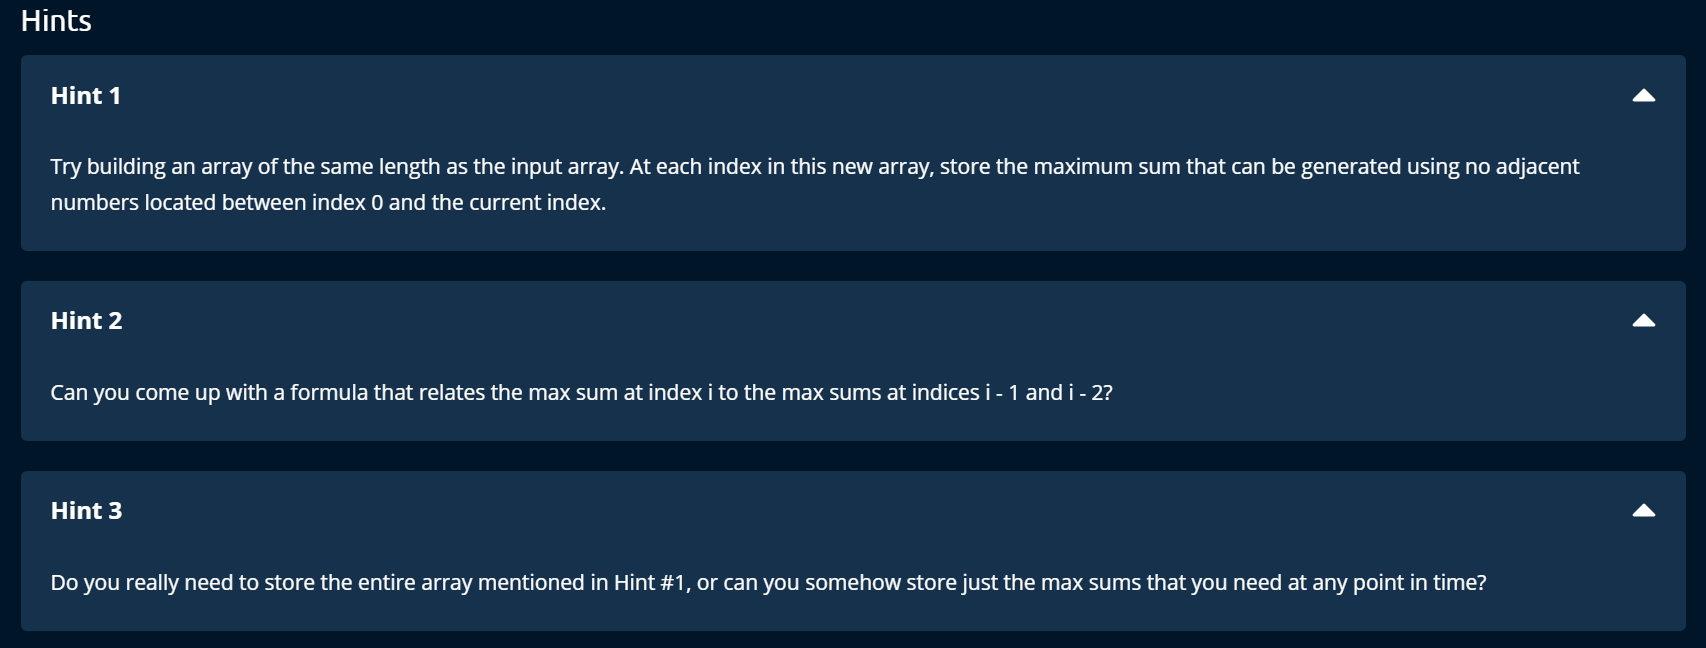 Hints
Hint 1
Try building an array of the same length as the input array. At each index in this new array, store the maximum sum that can be generated using no adjacent
numbers located between index 0 and the current index.
Hint 2
Can you come up with a formula that relates the max sum at index i to the max sums at indices i - 1 and i - 2?
Hint 3
Do you really need to store the entire array mentioned in Hint #1, or can you somehow store just the max sums that you need at any point in time?